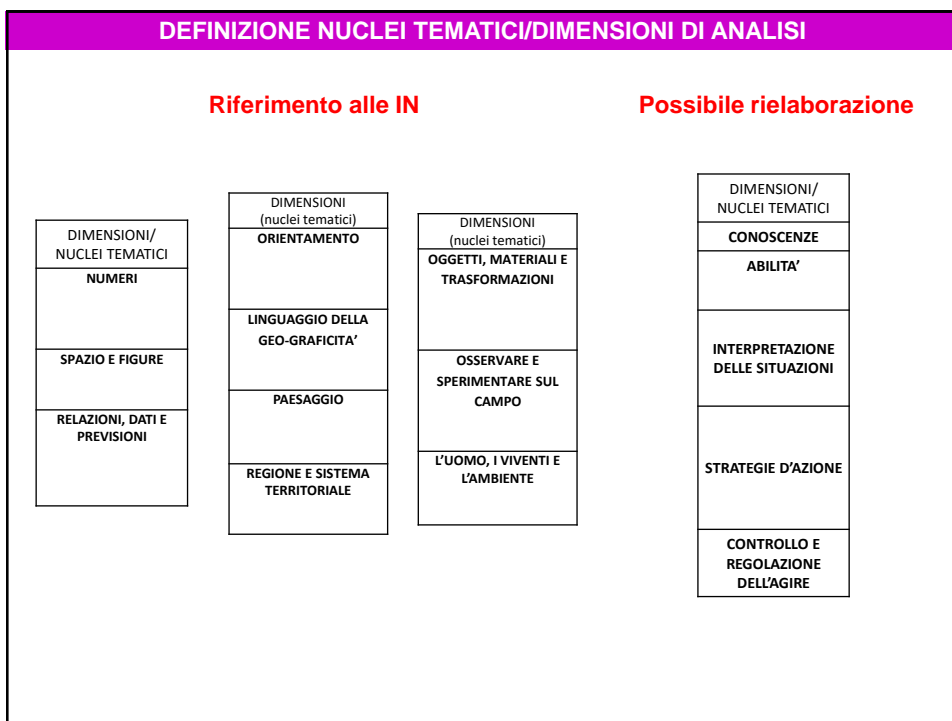 DEFINIZIONE NUCLEI TEMATICI/DIMENSIONI DI ANALISI
Riferimento alle IN
DIMENSIONI/
NUCLEI TEMATICI
NUMERI
SPAZIO E FIGURE
RELAZIONI, DATI E
PREVISIONI
DIMENSIONI
(nuclei tematici)
ORIENTAMENTO
LINGUAGGIO DELLA
GEO-GRAFICITA’
PAESAGGIO
REGIONE E SISTEMA
TERRITORIALE
DIMENSIONI
(nuclei tematici)
OGGETTI, MATERIALI E
TRASFORMAZIONI
OSSERVARE E
SPERIMENTARE SUL
CAMPO
L’UOMO, I VIVENTI E
L’AMBIENTE
Possibile rielaborazione
DIMENSIONI/
NUCLEI TEMATICI
CONOSCENZE
ABILITA’
INTERPRETAZIONE
DELLE SITUAZIONI
STRATEGIE D’AZIONE
CONTROLLO E
REGOLAZIONE
DELL’AGIRE